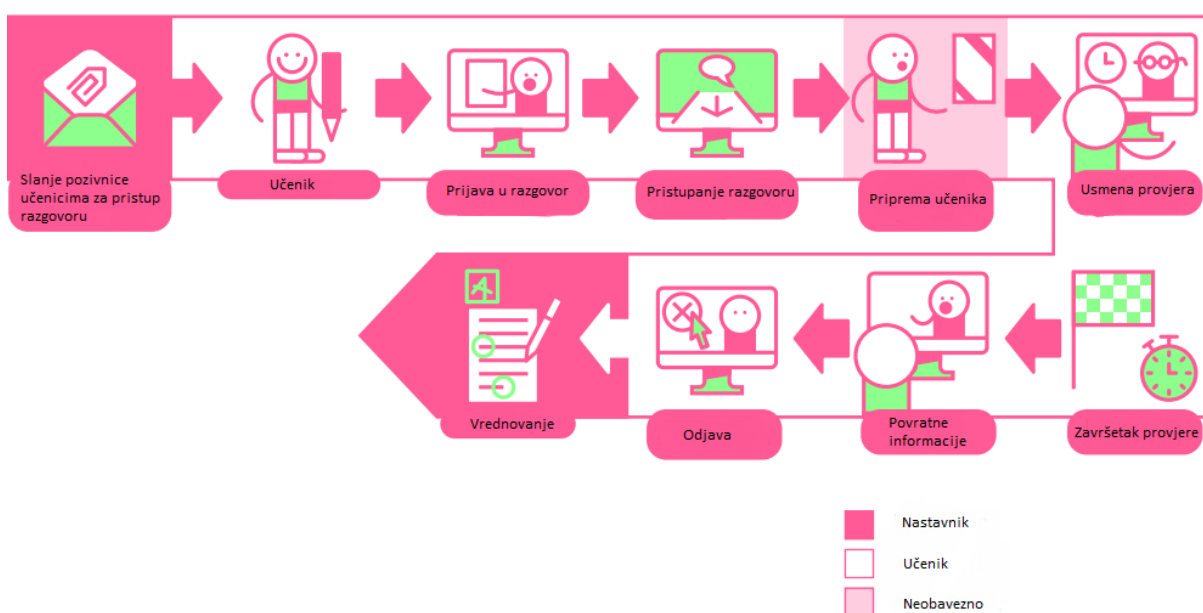 Slanje pozivnice
učenicima za pristup
razgovoru
Učenik
Prijava u razgovor
Pristupanje razgovoru
Priprema učenika
Usmena provjera
Vrednovanje
Odjava
Povratne
informacije
Završetak provjere
Nastavnik
Učenik
Neobavezno